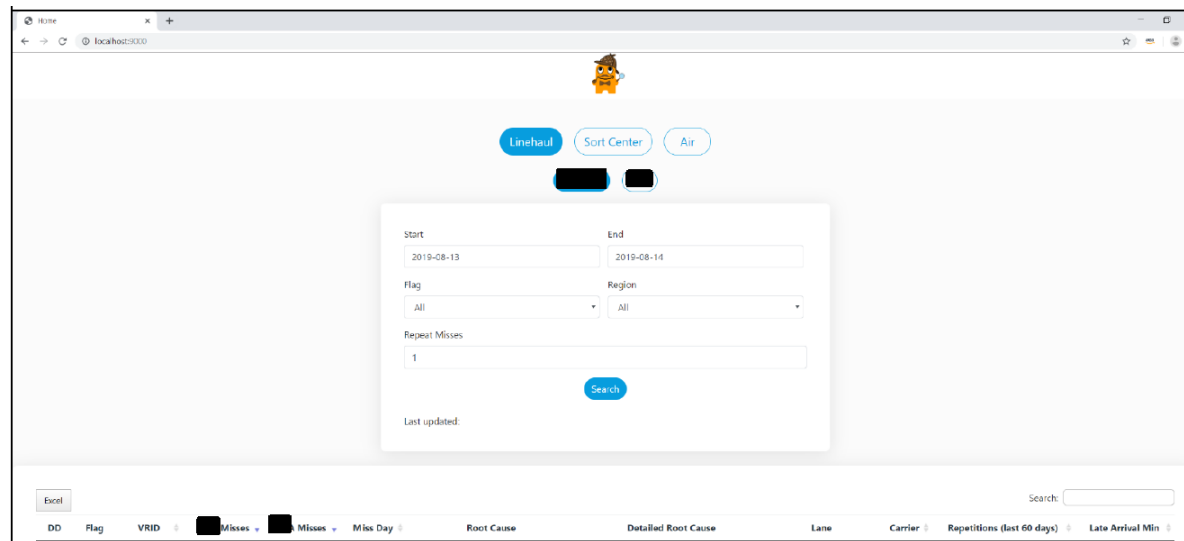 Home
localhost:9000
Linehaul Sort Center Air
Start End
2019-08-13 2019-08-14
Flag Region
All All
Repeat Misses
1
Search
Last updated:
Excel Search:
DD Flag VRID Misses A Misses Miss Day Root Cause Detailed Root Cause Lane Carrier Repetitions (last 60 days) Late Arrival Min